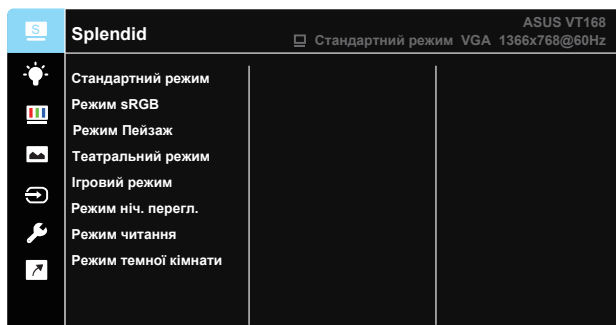 S
Splendid
ASUS VT168
Стандартний режим VGA 1366x768@60Hz
Стандартний режим
Режим sRGB
Режим Пейзаж
Театральний режим
Ігровий режим
Режим ніч. перегл.
Режим читання
Режим темної кімнати